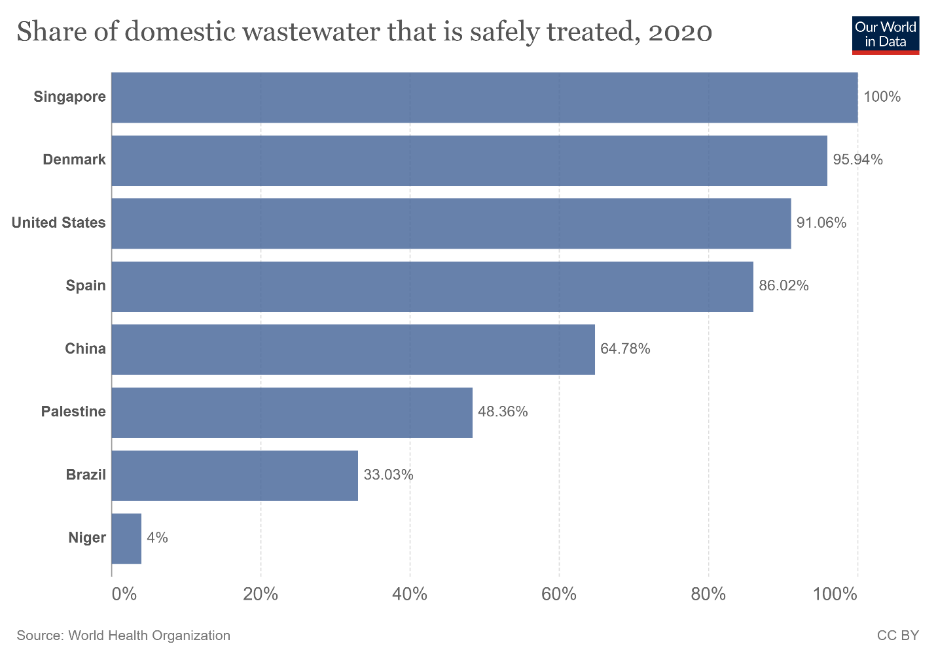 Share of domestic wastewater that is safely treated, 2020
Our World
in Data
Singapore 100%
Denmark 95.94%
United States 91.06%
Spain 86.02%
China 64.78%
Palestine 48.36%
Brazil 33.03%
Niger 4%
0% 20% 40% 60% 80% 100%
Source: World Health Organization CC BY